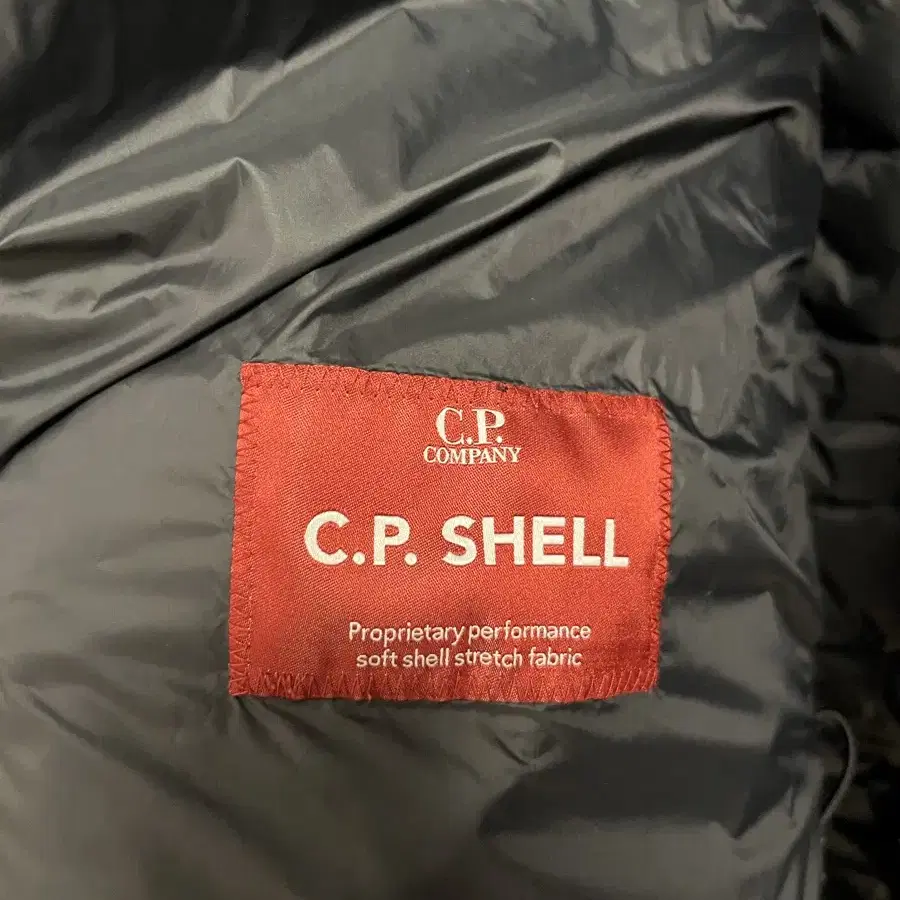 C.P.
COMPANY
C.P. SHELL
Proprietary performance
soft shell stretch fabric